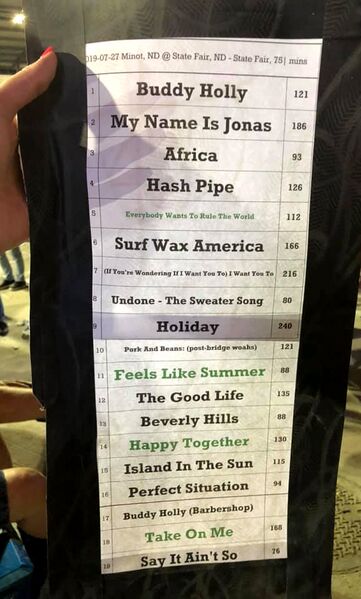 2019-07-27 Minot, ND @ State Fair, ND - State Fair, 75| mins
1 Buddy Holly 121
2 My Name Is Jonas 186
3 Africa 93
4 Hash Pipe 126
5 Everybody Wants To Rule The World 112
6 Surf Wax America 166
7 (If You're Wondering If I Want You To) I Want You To 216
8 Undone - The Sweater Song 80
9 Holiday 240
10 Pork And Beans: (post-bridge woahs) 121
11 Feels Like Summer 88
12 The Good Life 135
13 Beverly Hills 88
14 Happy Together 130
15 Island In The Sun 115
16 Perfect Situation 94
17 Buddy Holly (Barbershop)
18 Take On Me 168
19 Say It Ain't So 76